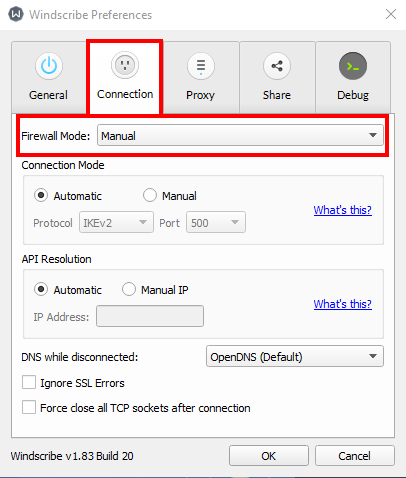 Windscribe Preferences
General Connection Proxy Share Debug
Firewall Mode: Manual
Connection Mode
Automatic Manual
Protocol IKEv2 Port 500 What's this?
API Resolution
Automatic Manual IP
What's this?
IP Address:
DNS while disconnected: OpenDNS (Default)
Ignore SSL Errors
Force close all TCP sockets after connection
Windscribe v1.83 Build 20 OK Cancel